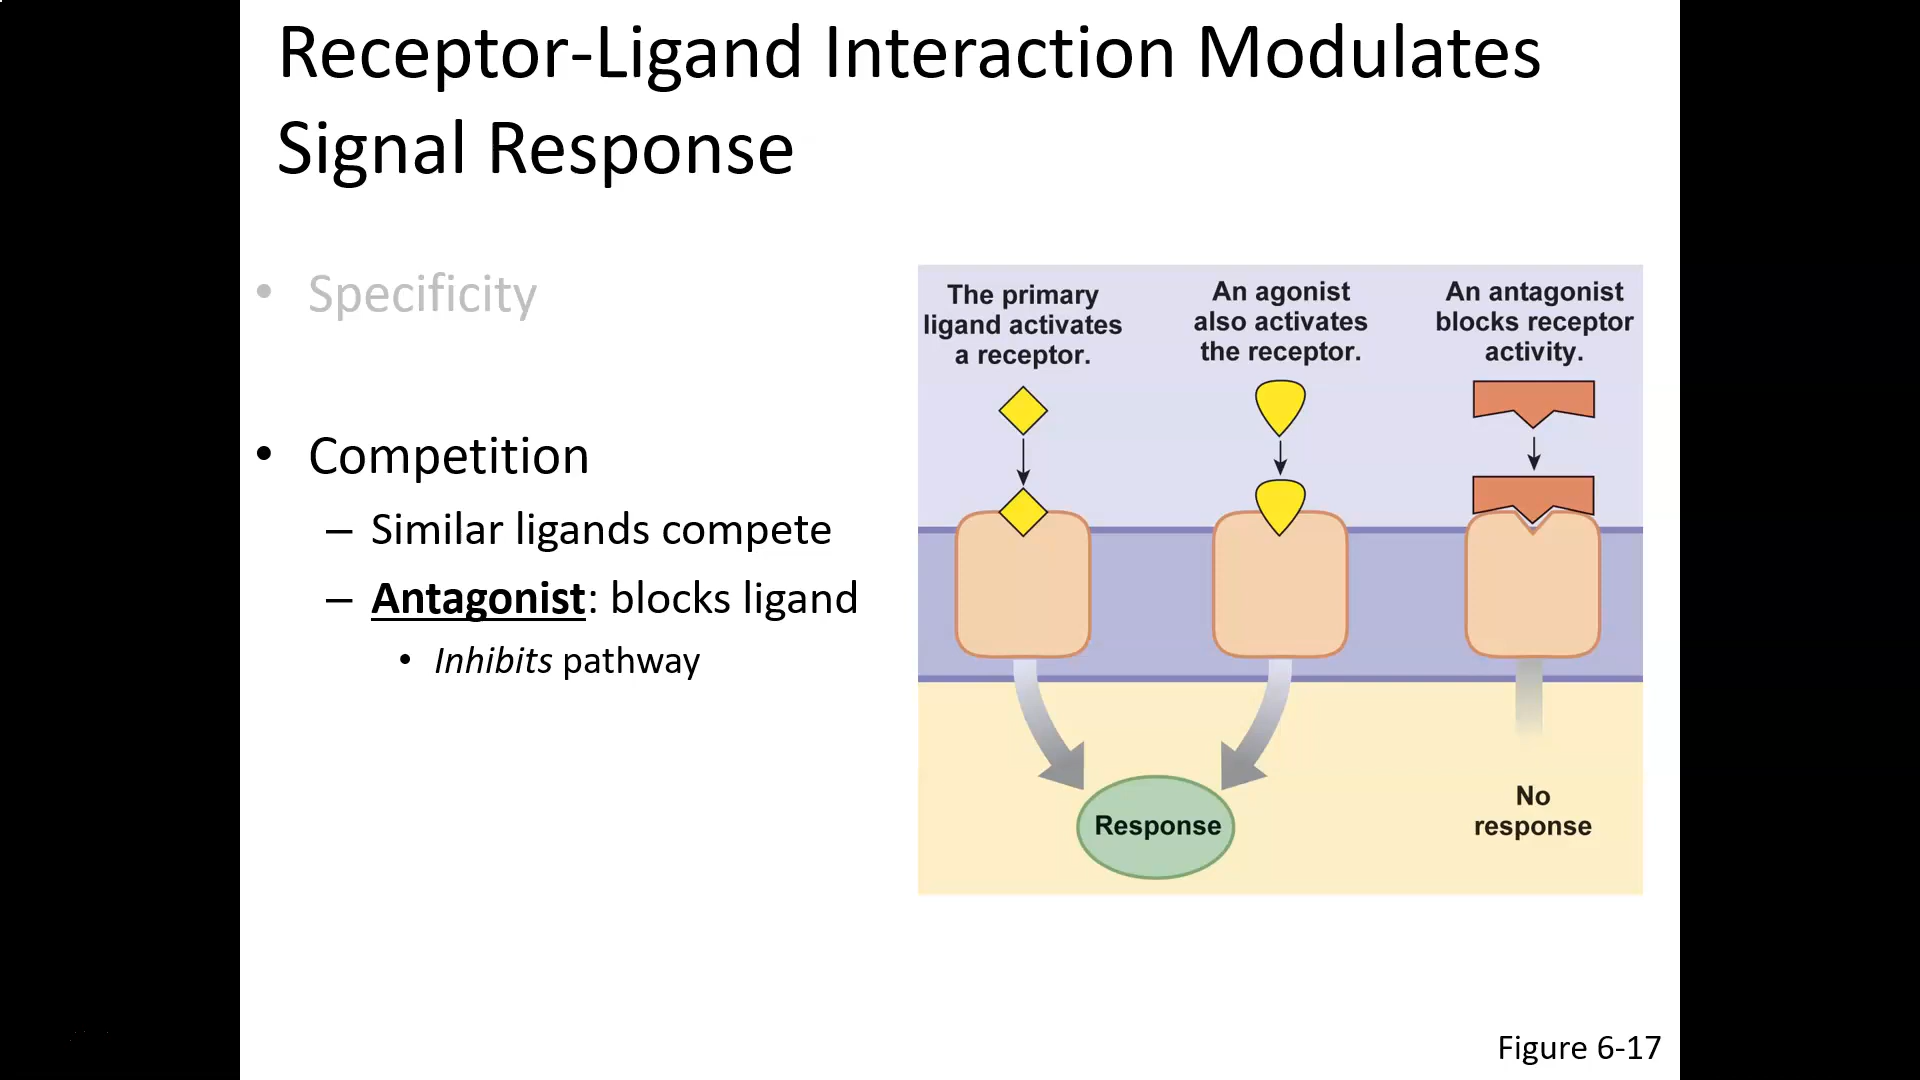 Receptor-Ligand Interaction Modulates
Signal Response
• Specificity
• Competition
– Similar ligands compete
– Antagonist: blocks ligand
• Inhibits pathway
The primary
ligand activates
a receptor.
An agonist
also activates
the receptor.
An antagonist
blocks receptor
activity.
Response
No
response
Figure 6-17